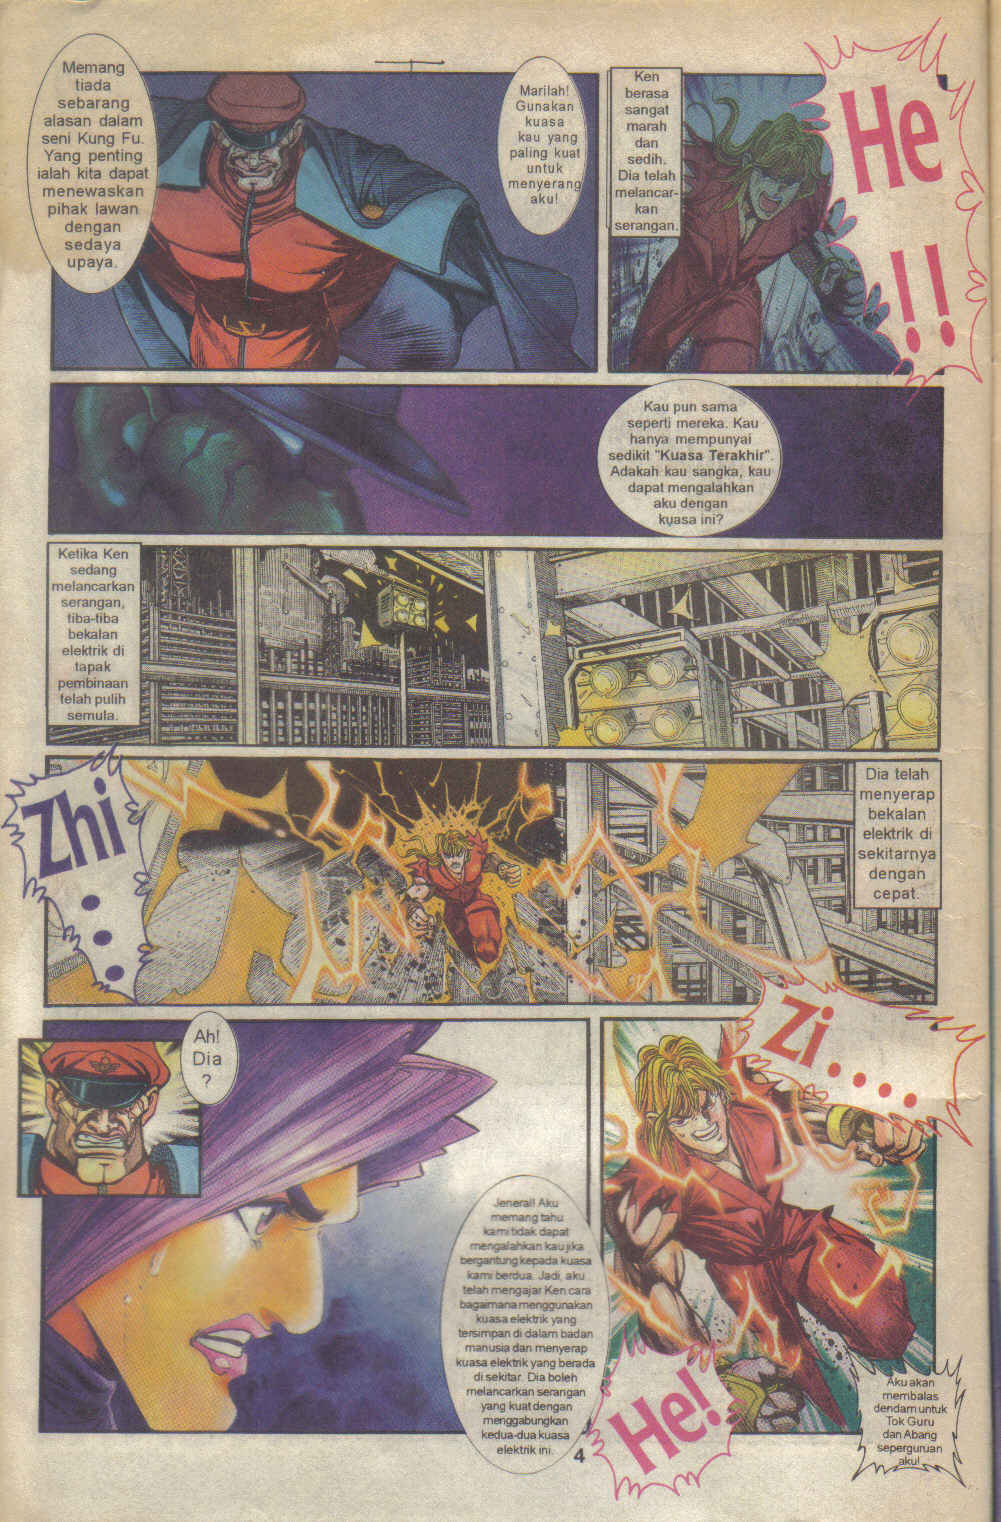 Memang
tiada
sebarang
alasan dalam
seni Kung Fu.
Yang penting
ialah kita dapat
menewaskan
pihak lawan
dengan
sedaya
upaya.
Marilah!
Gunakan
kuasa
kau yang
paling kuat
untuk
menyerang
aku!
Ken
berasa
sangat
marah
dan
sedih.
Dia telah
melancar-
kan
serangan.
He
!!
Kau pun sama
seperti mereka. Kau
hanya mempunyai
sedikit "Kuasa Terakhir".
Adakah kau sangka, kau
dapat mengalahkan
aku dengan
kuasa ini?
Ketika Ken
sedang
melancarkan
serangan,
tiba-tiba
bekalan
elektrik di
tapak
pembinaan
telah pulih
semula.
Zhi
...
Dia telah
menyerap
bekalan
elektrik di
sekitarnya
dengan
cepat.
Zi....
Ah!
Dia
?
Jeneral! Aku
memang tahu
kami tidak dapat
mengalahkan kau jika
bergantung kepada kuasa
kami berdua. Jadi, aku
telah mengajar Ken cara
bagaimana menggunakan
kuasa elektrik yang
tersimpan di dalam badan
manusia dan menyerap
kuasa elektrik yang berada
di sekitar. Dia boleh
melancarkan serangan
yang kuat dengan
menggabungkan
kedua-dua kuasa
elektrik ini.
He!
Aku akan
membalas
dendam untuk
Tok Guru
dan Abang
seperguruan
aku!
4